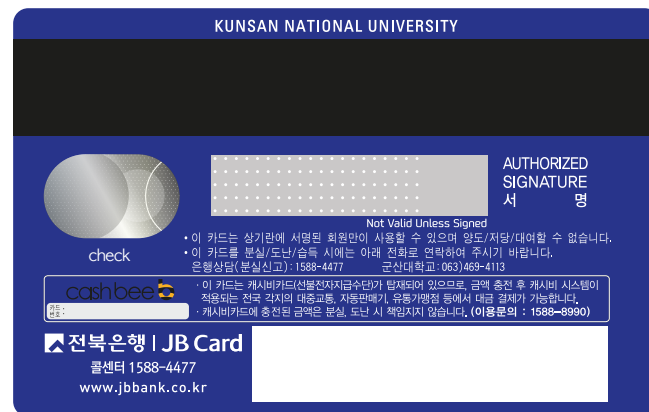 KUNSAN NATIONAL UNIVERSITY
AUTHORIZED
SIGNATURE
서 명
Not Valid Unless Signed
check
• 이 카드는 상기란에 서명된 회원만이 사용할 수 있으며 양도/저당/대여할 수 없습니다.
• 이 카드를 분실/도난/습득 시에는 아래 전화로 연락하여 주시기 바랍니다.
은행상담(분실신고) : 1588-4477 군산대학교 : 063)469-4113
cash bee b
카드
번호 :
· 이 카드는 캐시비카드(선불전자지급수단)가 탑재되어 있으므로, 금액 충전 후 캐시비 시스템이
적용되는 전국 각지의 대중교통, 자동판매기, 유통가맹점 등에서 대금 결제가 가능합니다.
· 캐시비카드에 충전된 금액은 분실, 도난 시 책임지지 않습니다. (이용문의 : 1588-8990)
전북은행 | JB Card
콜센터 1588-4477
www.jbbank.co.kr